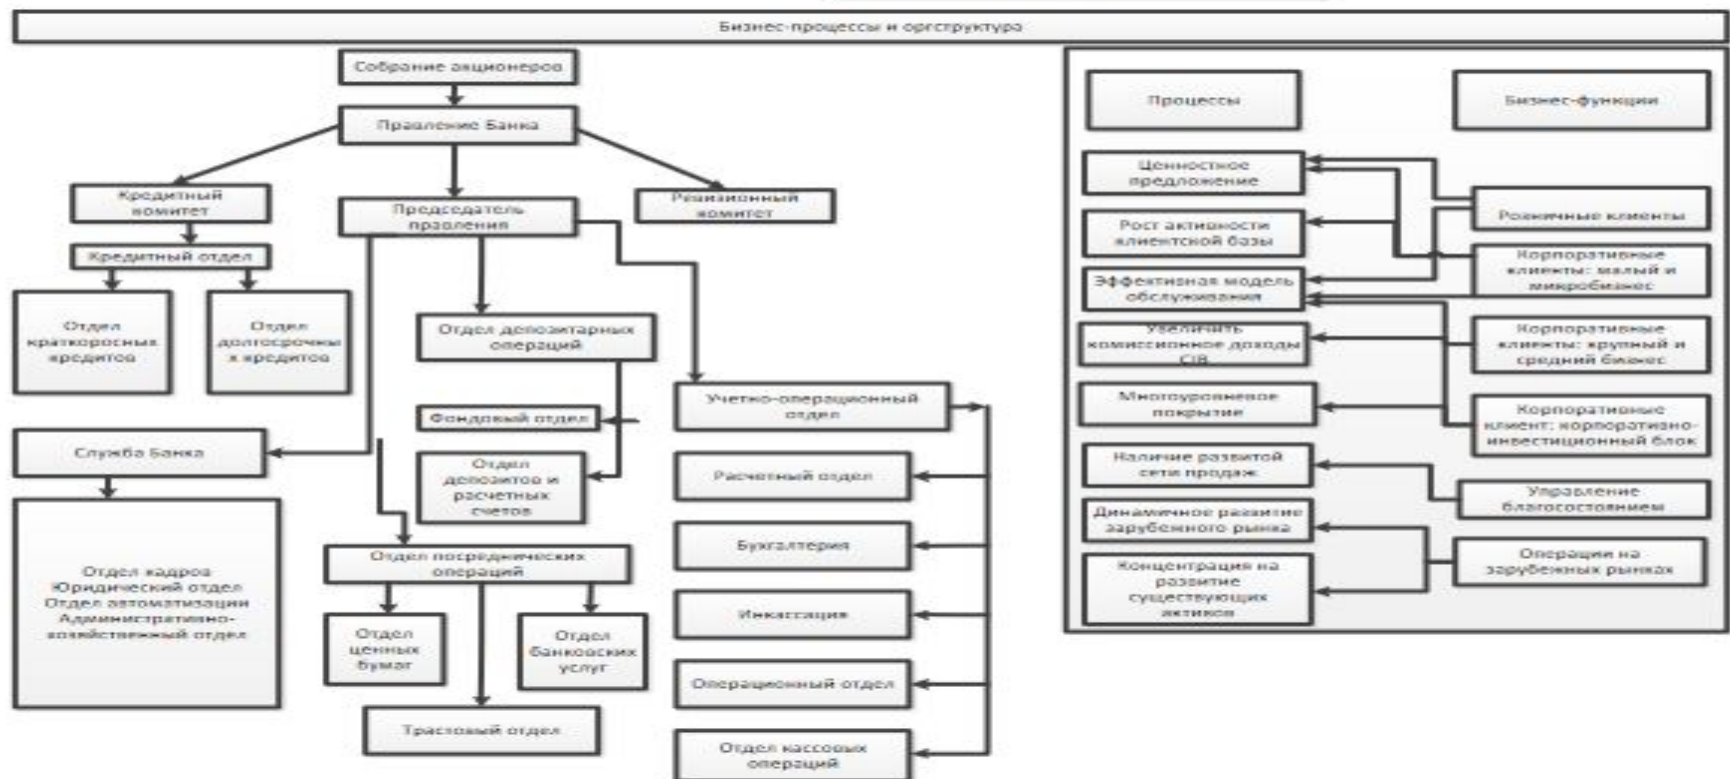 Бизнес-процессы и оргструктура
Собрание акционеров
Правление Банка
Кредитный
комитет
Председатель
правления
Ревизионный
комитет
Кредитный отдел
Отдел
краткоросных
кредитов
Отдел
долгосрочны
х кредитов
Отдел депозитарных
операций
Фондовый отдел
Отдел
депозитов и
расчетных
счетов
Служба Банка
Отдел кадров
Юридический отдел
Отдел автоматизации
Административно-
хозяйственный отдел
Отдел посреднических
операций
Отдел
ценных
бумаг
Отдел
банковских
услуг
Трастовый отдел
Учетно-операционный
отдел
Расчетный отдел
Бухгалтерия
Инкассация
Операционный отдел
Отдел кассовых
операций
Процессы
Ценностное
предложение
Рост активности
клиентской базы
Эффективная модель
обслуживания
Увеличить
комиссионное доходы
CIB
Многоуровневое
покрытие
Наличие развитой
сети продаж
Динамичное развитие
зарубежного рынка
Концентрация на
развитие
существующих
активов
Бизнес-функции
Розничные клиенты
Корпоративные
клиенты: малый и
микробизнес
Корпоративные
клиенты: крупный и
средний бизнес
Корпоративные
клиент: корпоративно-
инвестиционный блок
Управление
благосостоянием
Операции на
зарубежных рынках